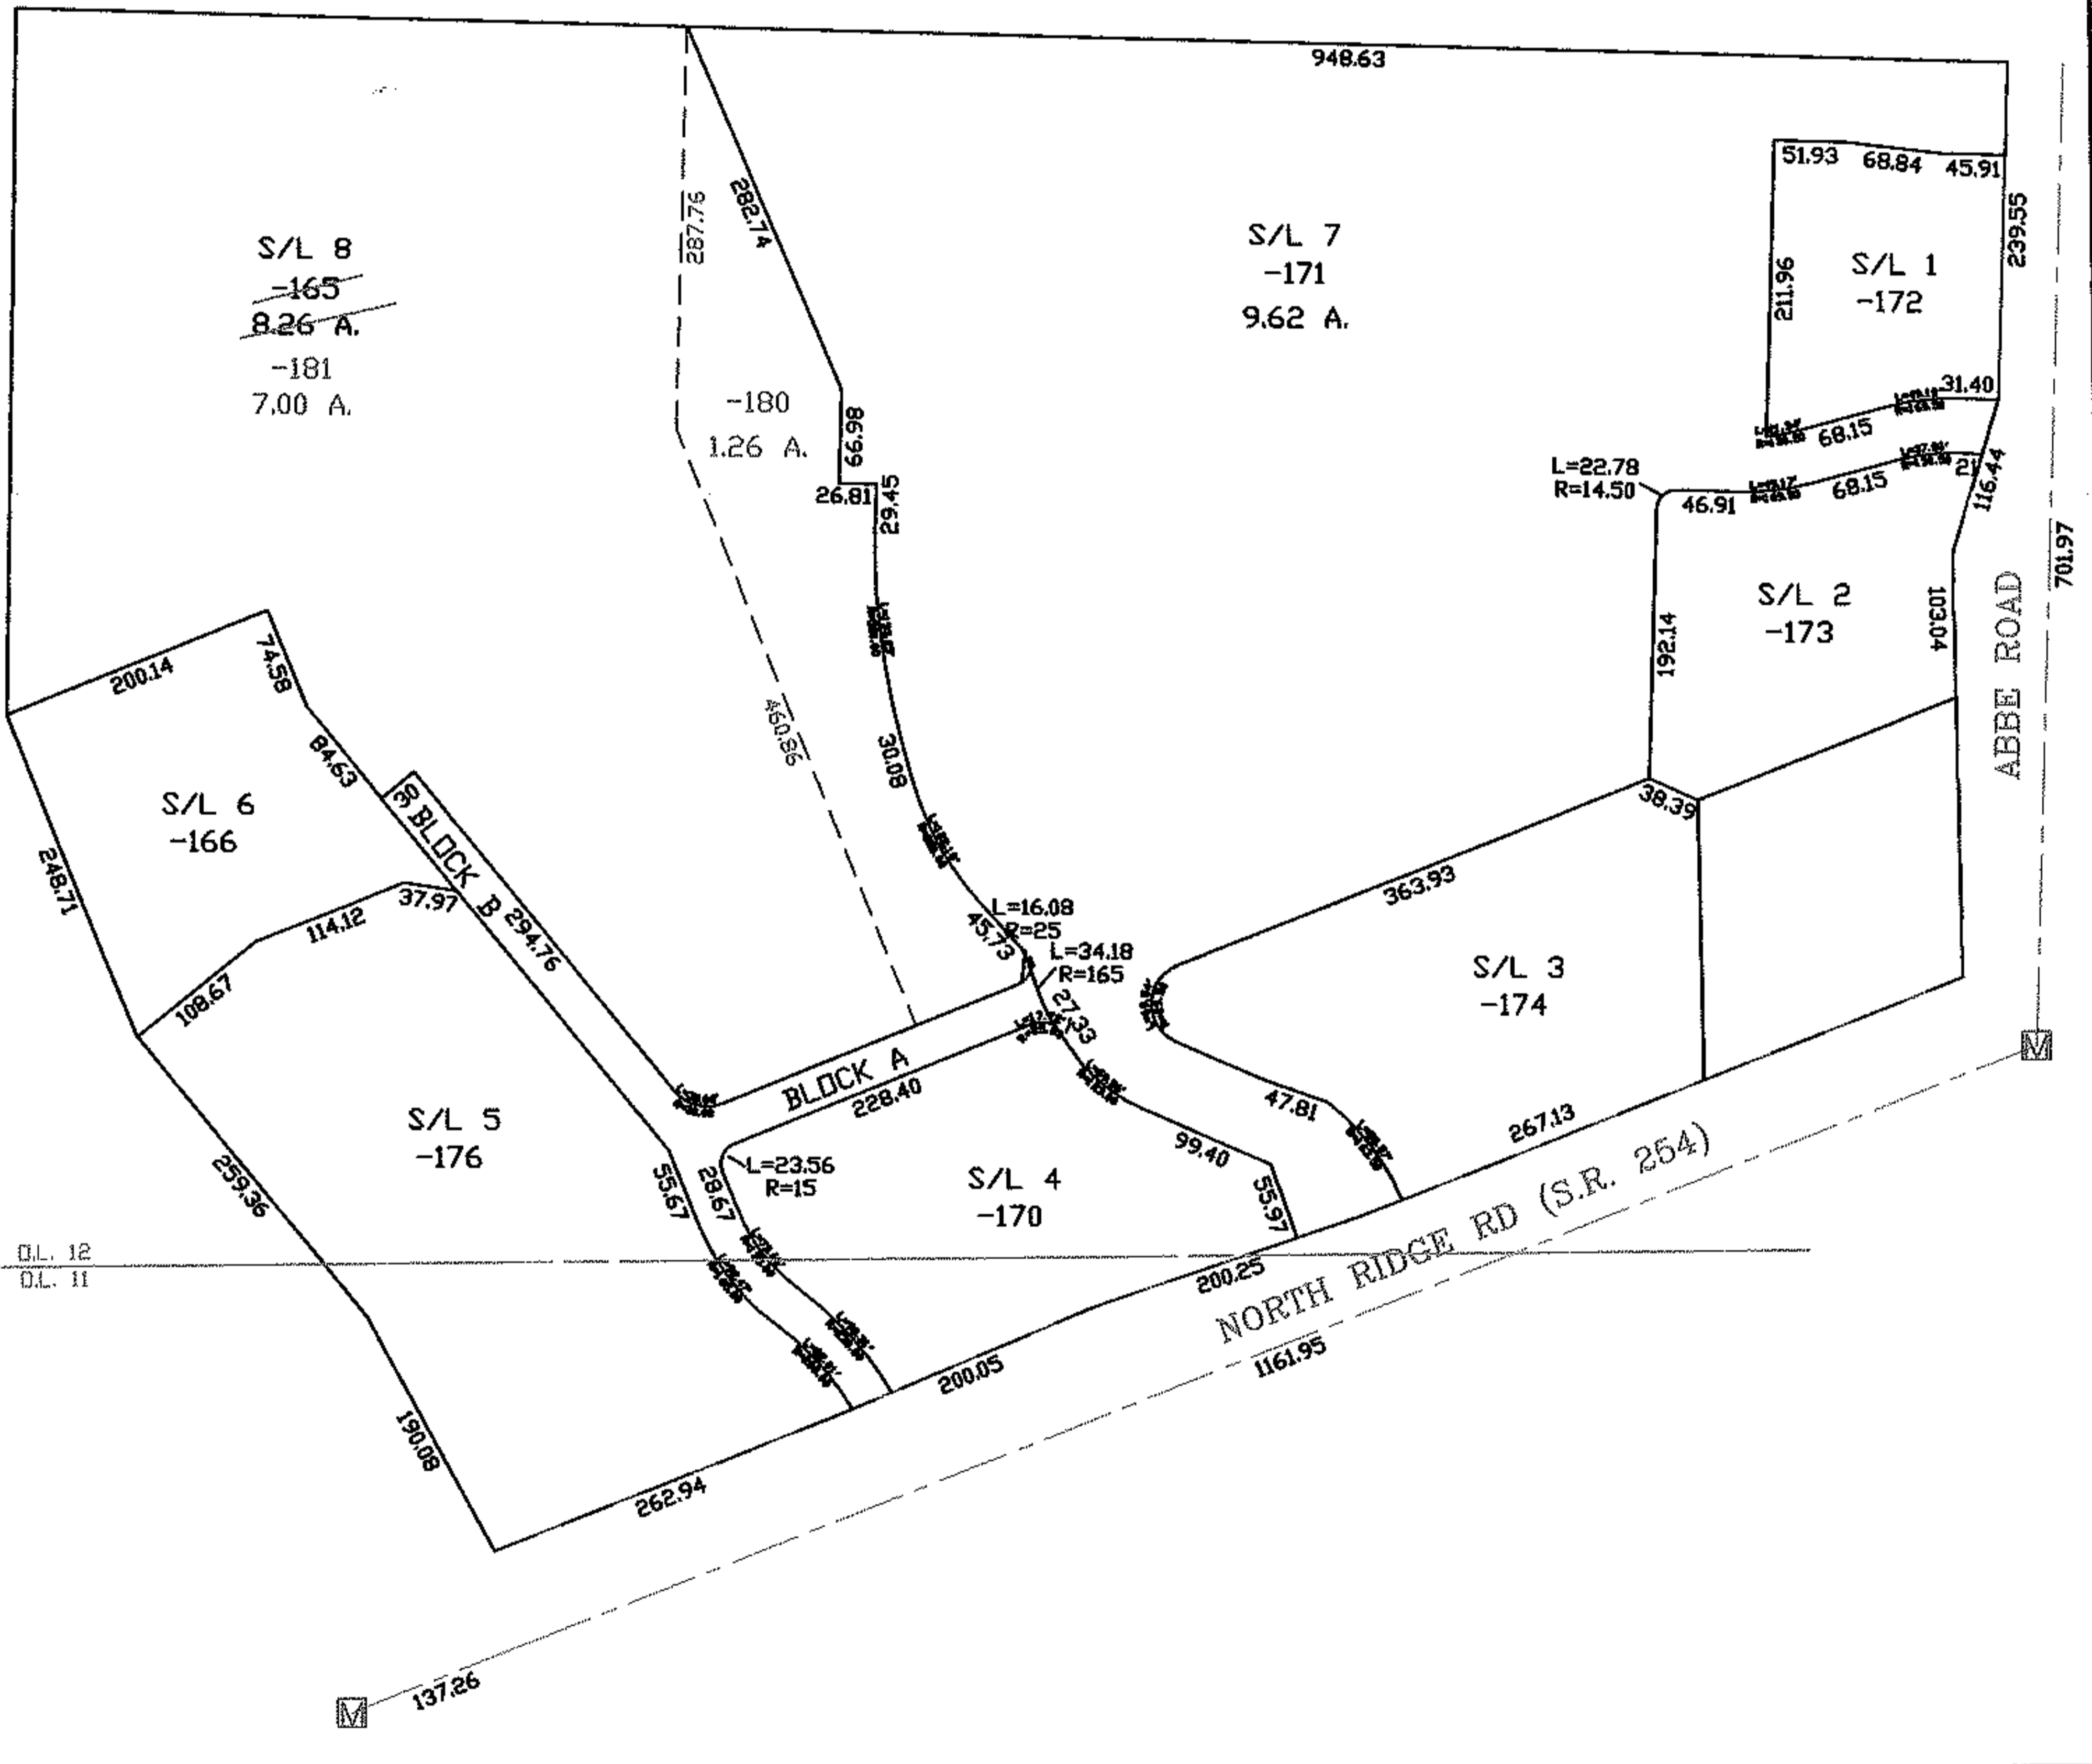 948.63
51.93
68.84
45.91
239.55
211.96
S/L 1
-172
31.40
68.15
S/L 7
-171
9.62 A.
282.74
287.76
S/L 8
-165
8.26 A.
-181
7.00 A.
-180
1.26 A.
66.98
26.81
29.45
L=22.78
R=14.50
46.91
68.15
21
116.44
701.97
ABBE ROAD
S/L 2
-173
103.04
192.14
38.39
200.14
74.58
84.63
460.86
30.08
S/L 6
-166
30
BLOCK B
294.76
248.71
37.97
114.12
108.67
45.73
L=16.08
R=25
L=34.18
R=165
27.33
363.93
S/L 3
-174
BLOCK A
228.40
47.81
267.13
S/L 5
-176
55.67
28.67
L=23.56
R=15
S/L 4
-170
99.40
55.97
259.36
O.L. 12
O.L. 11
200.25
NORTH RIDGE RD (S.R. 254)
1161.95
200.05
190.08
262.94
137.26
M
M